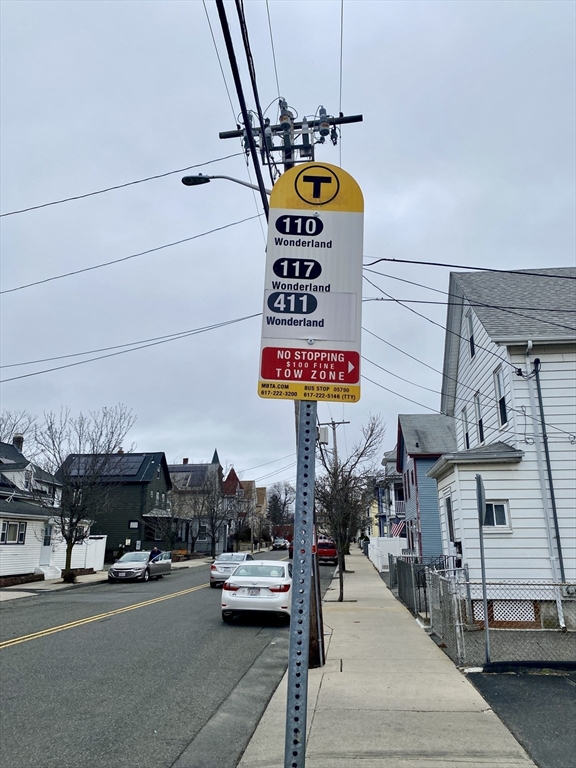 T
110
Wonderland
117
Wonderland
411
Wonderland
NO STOPPING
$100 FINE
TOW ZONE
MBTA.COM BUS STOP 05790
617-222-3200 617-222-5146 (TTY)